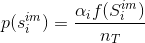 p(s_i^{im}) = \frac{\alpha_i f(S_i^{im})}{n_T}